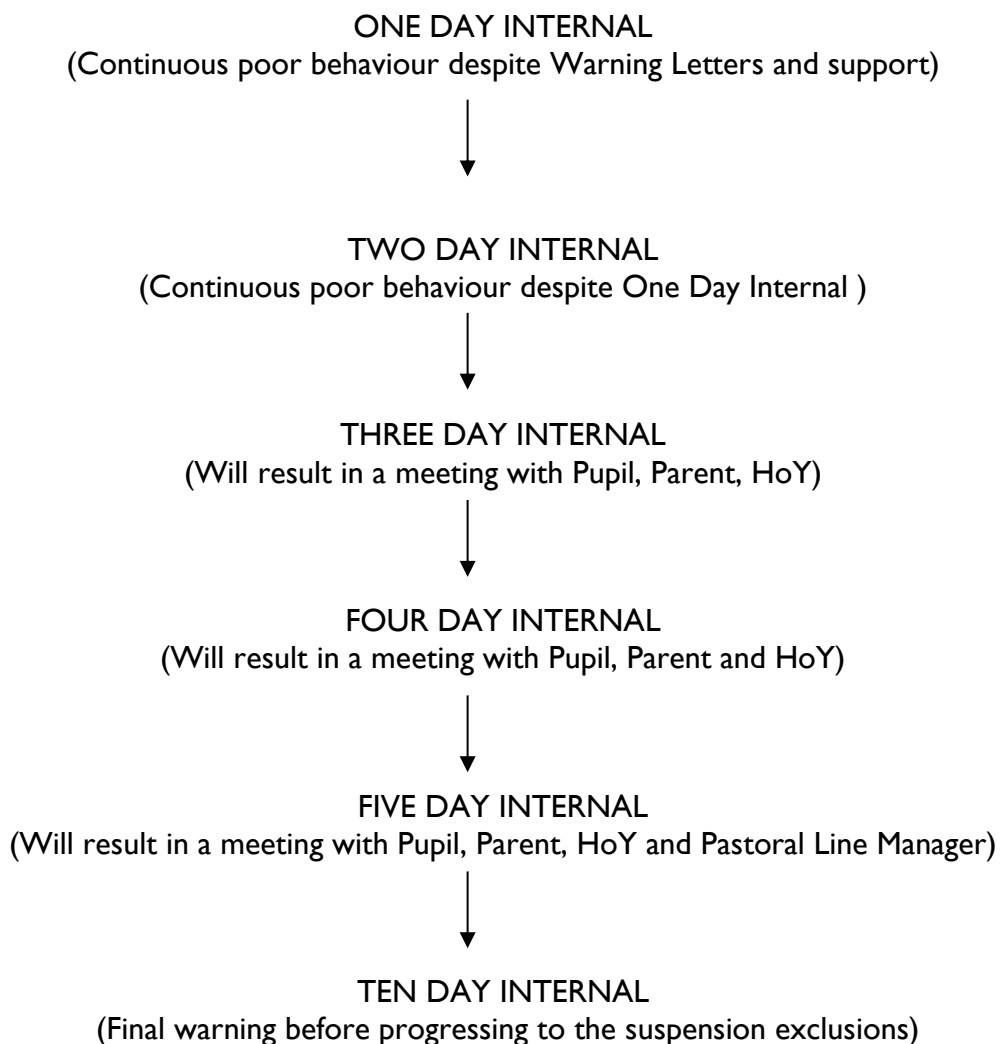 ONE DAY INTERNAL
(Continuous poor behaviour despite Warning Letters and support)
TWO DAY INTERNAL
(Continuous poor behaviour despite One Day Internal )
THREE DAY INTERNAL
(Will result in a meeting with Pupil, Parent, HoY)
FOUR DAY INTERNAL
(Will result in a meeting with Pupil, Parent and HoY)
FIVE DAY INTERNAL
(Will result in a meeting with Pupil, Parent, HoY and Pastoral Line Manager)
TEN DAY INTERNAL
(Final warning before progressing to the suspension exclusions)